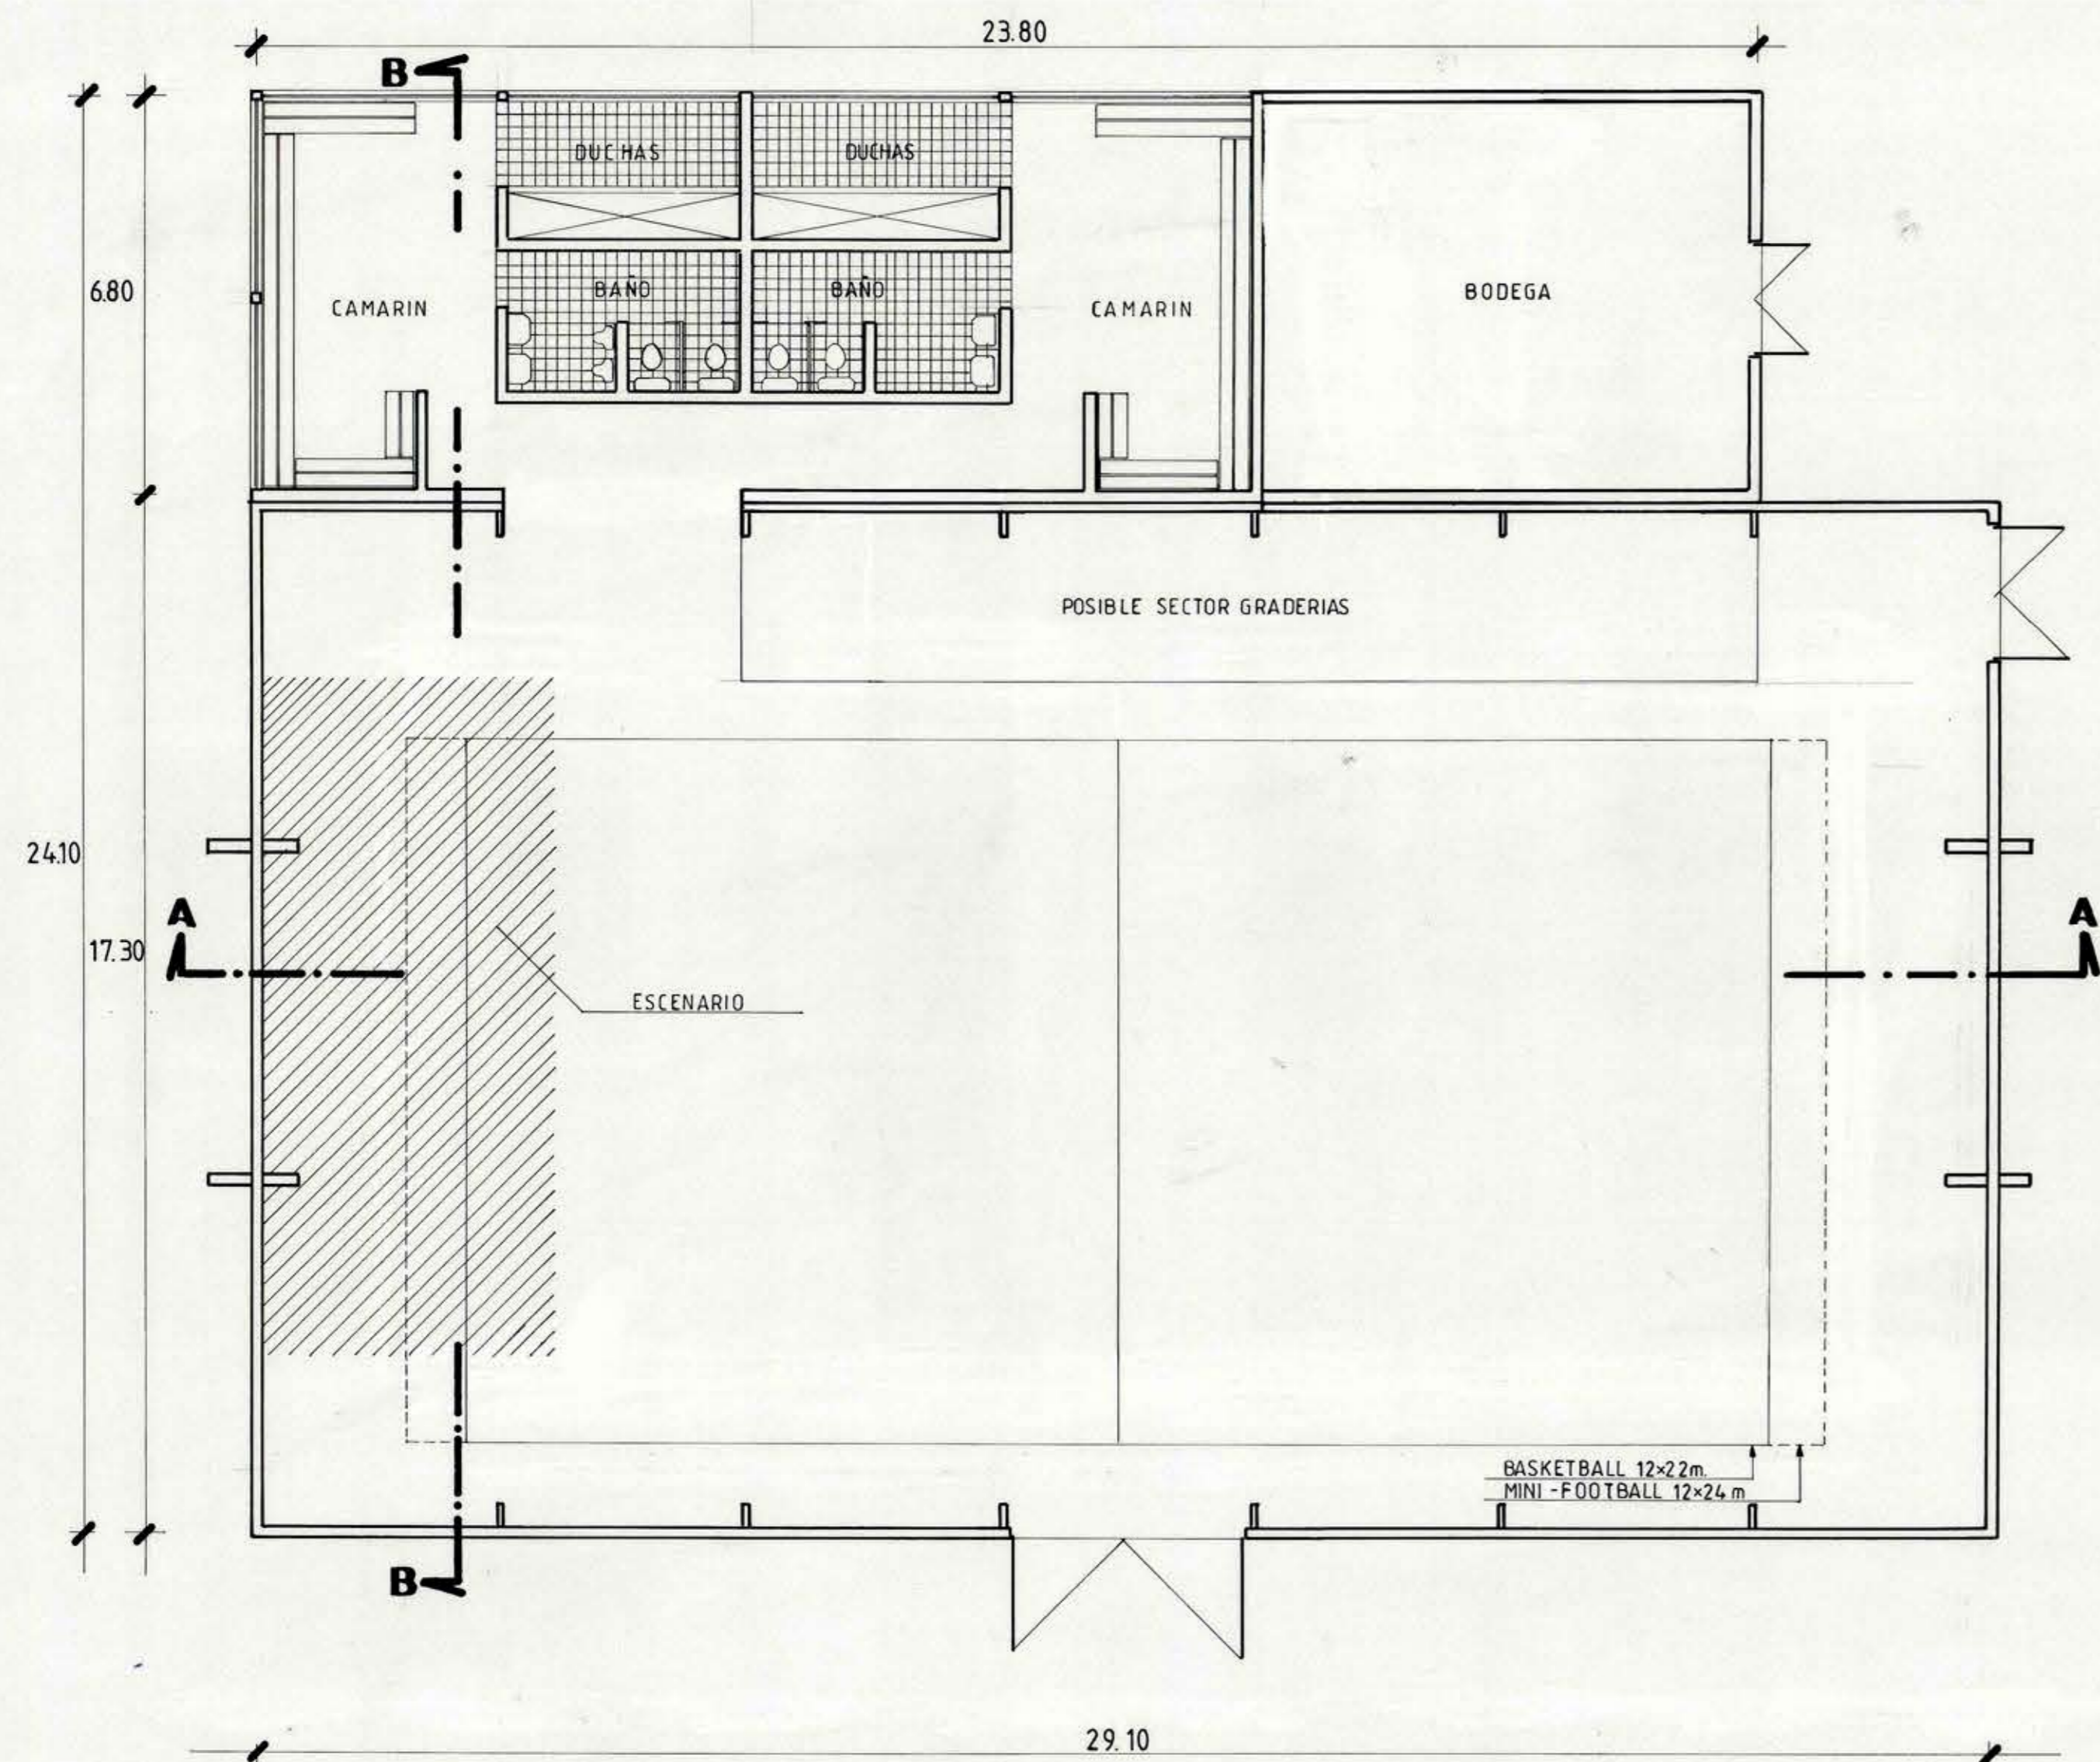 23.80
B
DUCHAS
DUCHAS
6.80
BAÑO
BAÑO
CAMARIN
CAMARIN
BODEGA
POSIBLE SECTOR GRADERIAS
24.10
A
A
17.30
ESCENARIO
BASKETBALL 12×22m.
MINI-FOOTBALL 12×24 m
B
29.10